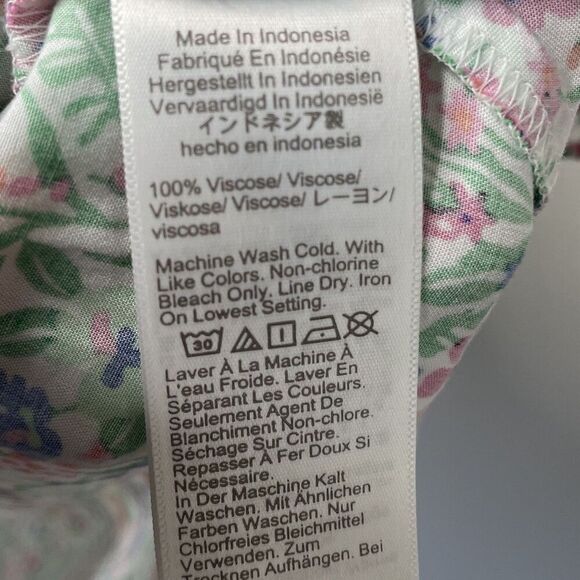 Made In Indonesia
Fabriqué En Indonésie
Hergestellt In Indonesien
Vervaardigd In Indonesië
インドネシア製
hecho en indonesia
100% Viscose/ Viscose/
Viskose/ Viscose/ レーヨン/
viscosa
Machine Wash Cold. With
Like Colors. Non-chlorine
Bleach Only, Line Dry. Iron
On Lowest Setting.
30
Laver À La Machine À
L'eau Froide. Laver En
Séparant Les Couleurs.
Seulement Agent De
Blanchiment Non-chlore.
Séchage Sur Cintre.
Repasser À Fer Doux Si
Nécessaire.
In Der Maschine Kalt
Waschen. Mit Ähnlichen
Farben Waschen. Nur
Chlorfreies Bleichmittel
Verwenden. Zum
Trocknen Aufhängen. Bei